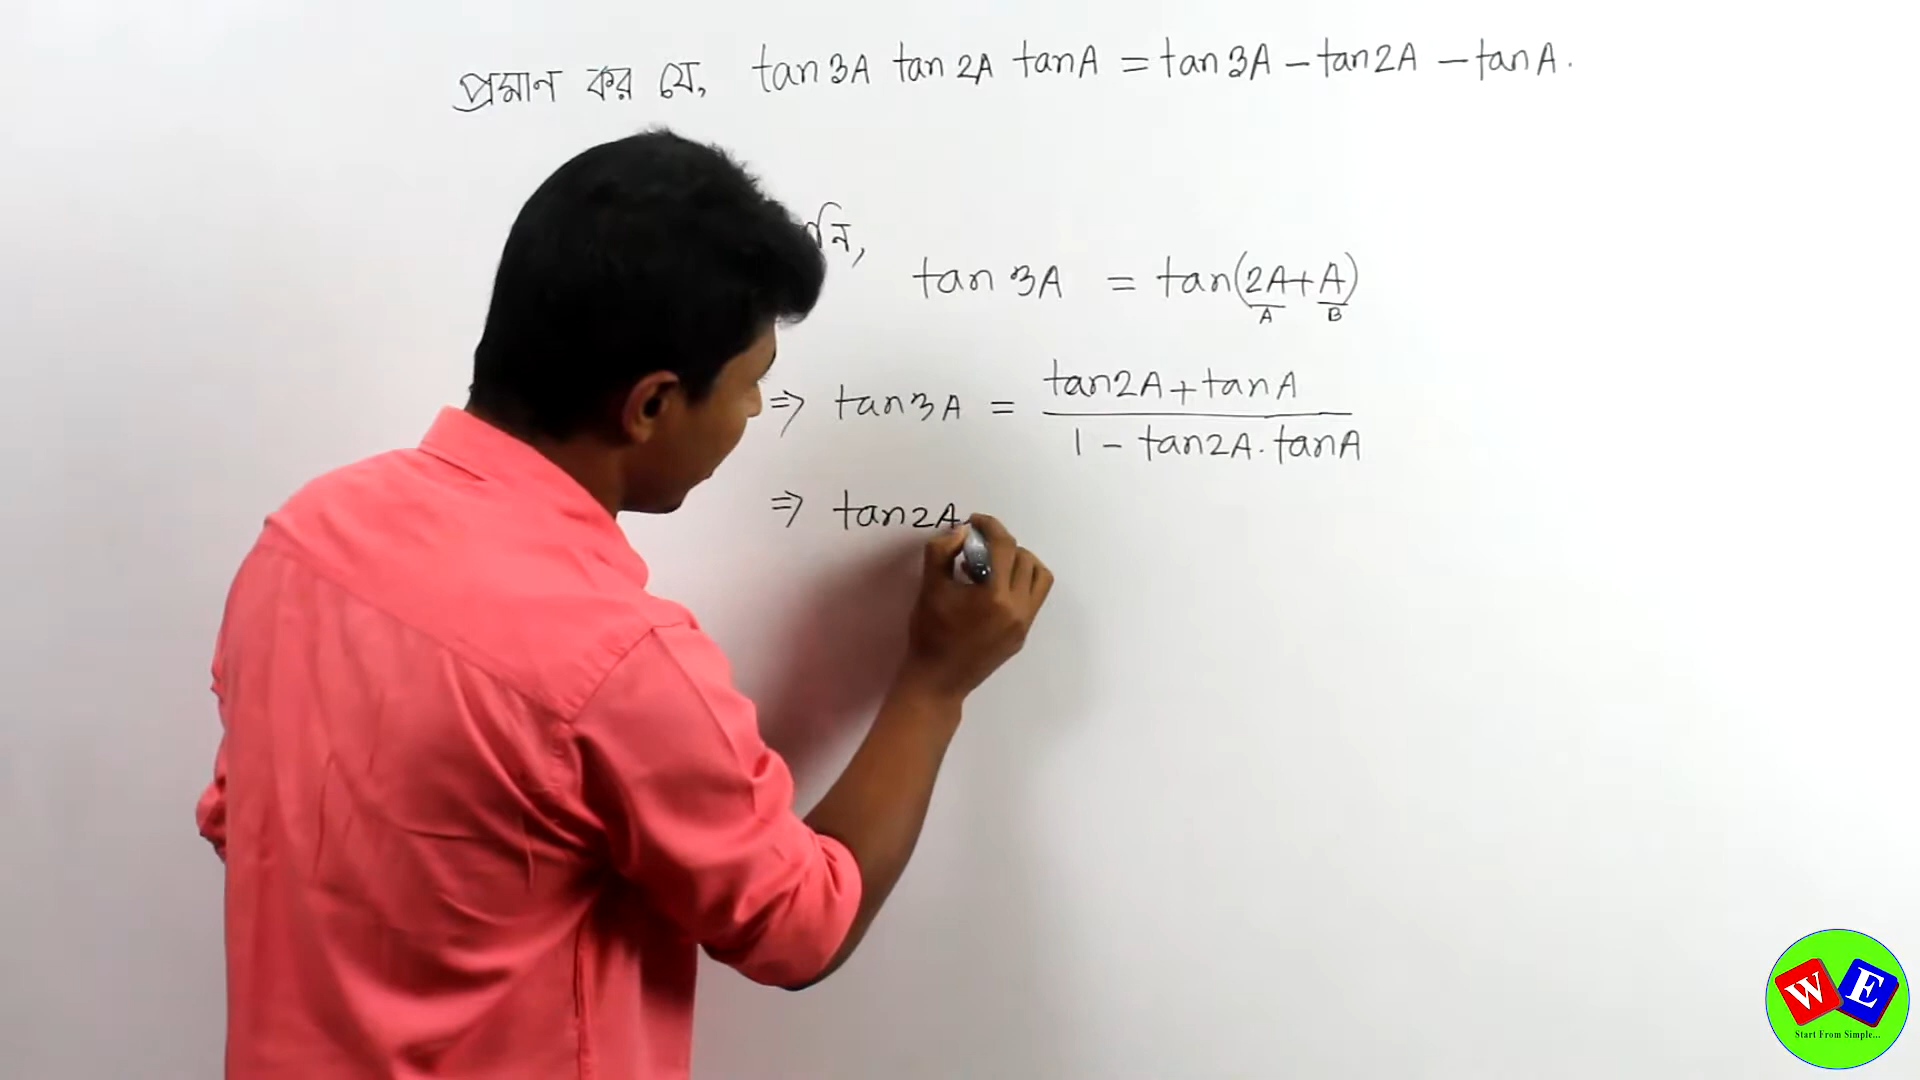 প্রমাণ কর যে, tan3A tan2A tanA = tan3A - tan2A - tanA.
tan3A = tan(2A+A)
A B
⇒ tan3A = tan2A+tanA
1 - tan2A.tanA
⇒ tan2A
W E
Start From Simple...